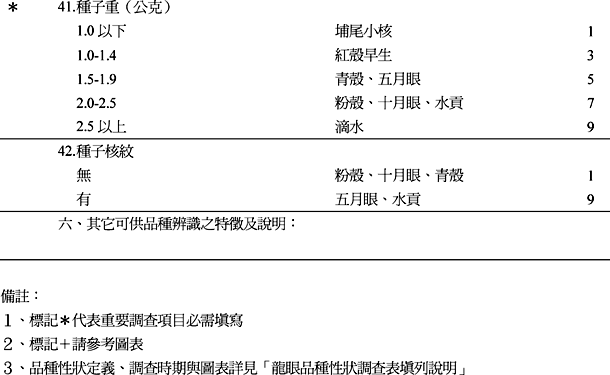 ＊ 41.種子重（公克）
1.0 以下 埔尾小核 1
1.0-1.4 紅殼早生 3
1.5-1.9 青殼、五月眼 5
2.0-2.5 粉殼、十月眼、水貢 7
2.5 以上 滴水 9
42.種子核紋
無 粉殼、十月眼、青殼 1
有 五月眼、水貢 9
六、其它可供品種辨識之特徵及說明：
備註：
１、標記＊代表重要調查項目必需填寫
２、標記＋請參考圖表
３、品種性狀定義、調查時期與圖表詳見「龍眼品種性狀調查表填列說明」